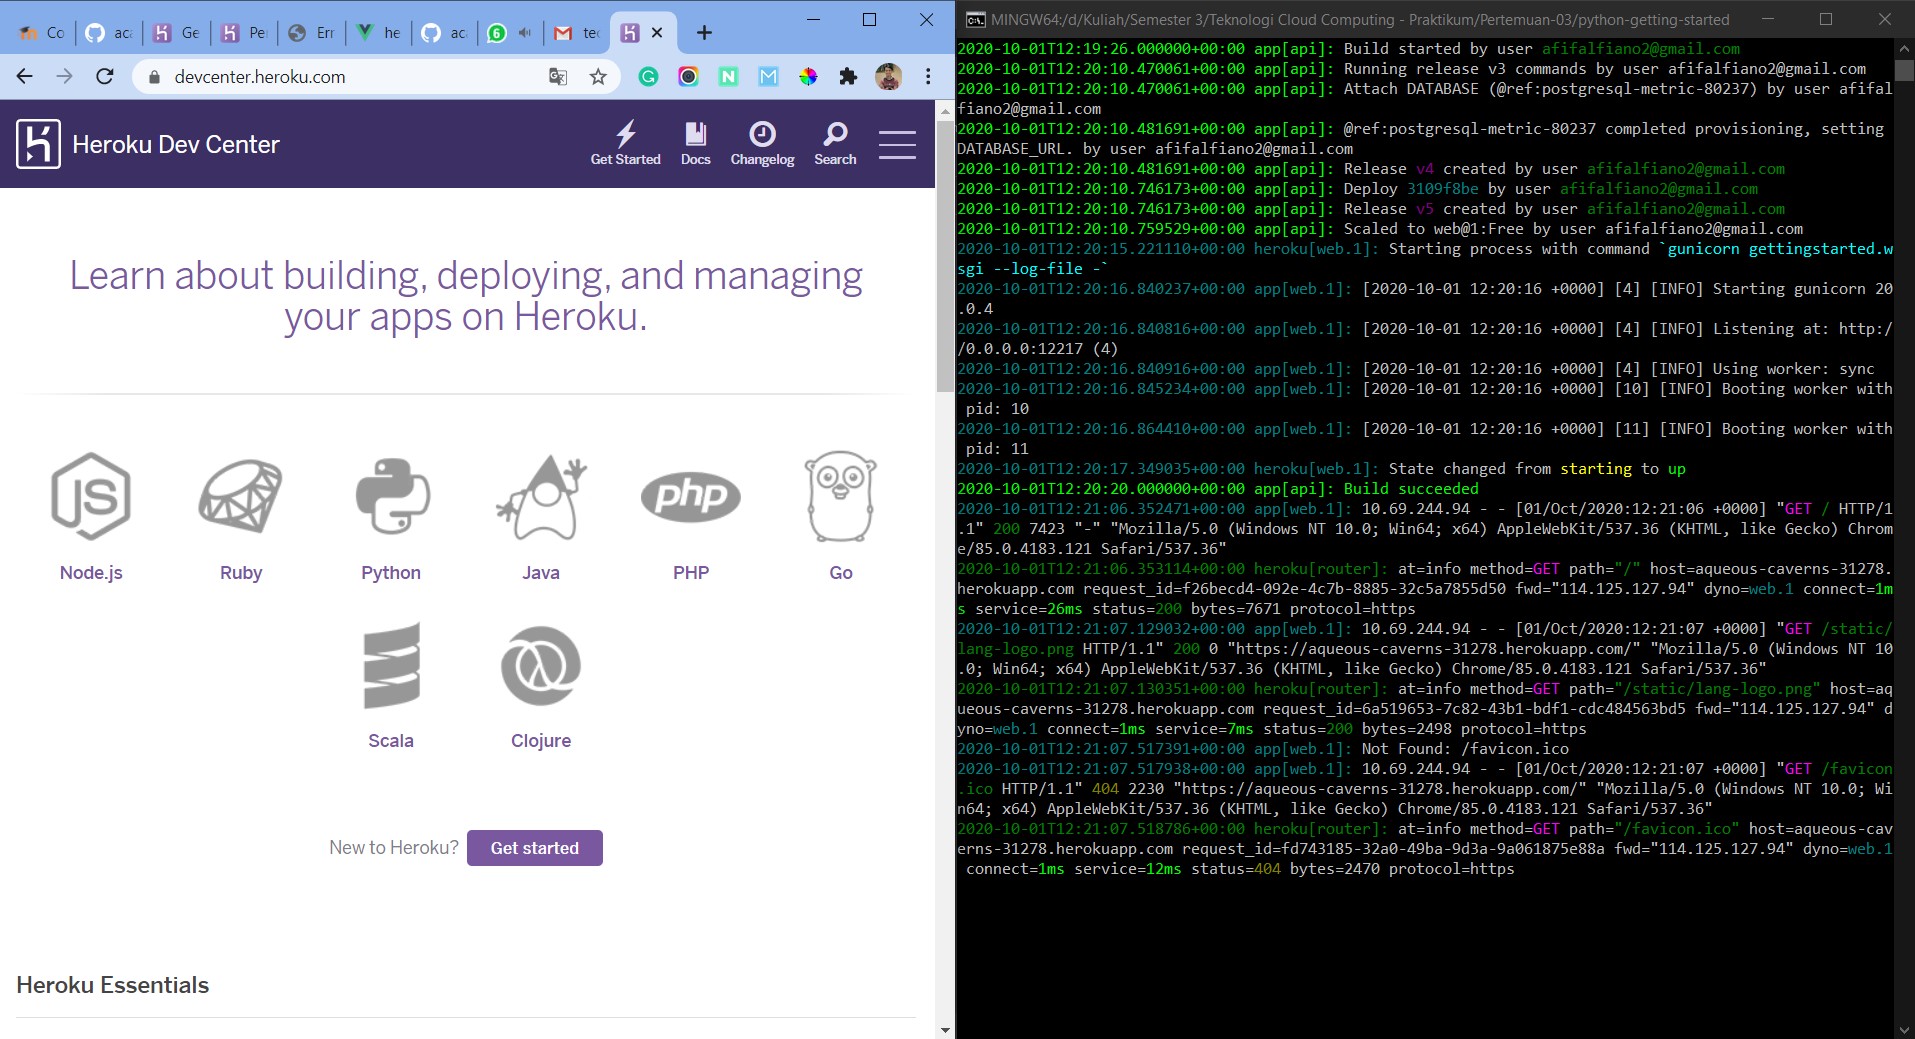 Co
aca
Ge
Pe
Err
he
ac
6
tec
devcenter.heroku.com
Heroku Dev Center
Get Started
Docs
Changelog
Search
Learn about building, deploying, and managing
your apps on Heroku.
JS
php
Node.js
Ruby
Python
Java
PHP
Go
Scala
Clojure
New to Heroku?
Get started
Heroku Essentials
MINGW64:/d/Kuliah/Semester 3/Teknologi Cloud Computing - Praktikum/Pertemuan-03/python-getting-started
2020-10-01T12:19:26.000000+00:00 app[api]: Build started by user afifalfiano2@gmail.com
2020-10-01T12:20:10.470061+00:00 app[api]: Running release v3 commands by user afifalfiano2@gmail.com
2020-10-01T12:20:10.470061+00:00 app[api]: Attach DATABASE (@ref:postgresql-metric-80237) by user afifal
fiano2@gmail.com
2020-10-01T12:20:10.481691+00:00 app[api]: @ref:postgresql-metric-80237 completed provisioning, setting
DATABASE_URL. by user afifalfiano2@gmail.com
2020-10-01T12:20:10.481691+00:00 app[api]: Release v4 created by user afifalfiano2@gmail.com
2020-10-01T12:20:10.746173+00:00 app[api]: Deploy 3109f8be by user afifalfiano2@gmail.com
2020-10-01T12:20:10.746173+00:00 app[api]: Release v5 created by user afifalfiano2@gmail.com
2020-10-01T12:20:10.759529+00:00 app[api]: Scaled to web@1:Free by user afifalfiano2@gmail.com
2020-10-01T12:20:15.221110+00:00 heroku[web.1]: Starting process with command `gunicorn gettingstarted.w
sgi --log-file -`
2020-10-01T12:20:16.840237+00:00 app[web.1]: [2020-10-01 12:20:16 +0000] [4] [INFO] Starting gunicorn 20
.0.4
2020-10-01T12:20:16.840816+00:00 app[web.1]: [2020-10-01 12:20:16 +0000] [4] [INFO] Listening at: http:/
/0.0.0.0:12217 (4)
2020-10-01T12:20:16.840916+00:00 app[web.1]: [2020-10-01 12:20:16 +0000] [4] [INFO] Using worker: sync
2020-10-01T12:20:16.845234+00:00 app[web.1]: [2020-10-01 12:20:16 +0000] [10] [INFO] Booting worker with
pid: 10
2020-10-01T12:20:16.864410+00:00 app[web.1]: [2020-10-01 12:20:16 +0000] [11] [INFO] Booting worker with
pid: 11
2020-10-01T12:20:17.349035+00:00 heroku[web.1]: State changed from starting to up
2020-10-01T12:20:20.000000+00:00 app[api]: Build succeeded
2020-10-01T12:21:06.352471+00:00 app[web.1]: 10.69.244.94 - - [01/Oct/2020:12:21:06 +0000] "GET / HTTP/1
.1" 200 7423 "-" "Mozilla/5.0 (Windows NT 10.0; Win64; x64) AppleWebKit/537.36 (KHTML, like Gecko) Chrom
e/85.0.4183.121 Safari/537.36"
2020-10-01T12:21:06.353114+00:00 heroku[router]: at=info method=GET path="/" host=aqueous-caverns-31278.
herokuapp.com request_id=f26becd4-092e-4c7b-8885-32c5a7855d50 fwd="114.125.127.94" dyno=web.1 connect=1m
s service=26ms status=200 bytes=7671 protocol=https
2020-10-01T12:21:07.129032+00:00 app[web.1]: 10.69.244.94 - - [01/Oct/2020:12:21:07 +0000] "GET /static/
lang-logo.png HTTP/1.1" 200 0 "https://aqueous-caverns-31278.herokuapp.com/" "Mozilla/5.0 (Windows NT 10
.0; Win64; x64) AppleWebKit/537.36 (KHTML, like Gecko) Chrome/85.0.4183.121 Safari/537.36"
2020-10-01T12:21:07.130351+00:00 heroku[router]: at=info method=GET path="/static/lang-logo.png" host=aq
ueous-caverns-31278.herokuapp.com request_id=6a519653-7c82-43b1-bdf1-cdc484563bd5 fwd="114.125.127.94" d
yno=web.1 connect=1ms service=7ms status=200 bytes=2498 protocol=https
2020-10-01T12:21:07.517391+00:00 app[web.1]: Not Found: /favicon.ico
2020-10-01T12:21:07.517938+00:00 app[web.1]: 10.69.244.94 - - [01/Oct/2020:12:21:07 +0000] "GET /favicon
.ico HTTP/1.1" 404 2230 "https://aqueous-caverns-31278.herokuapp.com/" "Mozilla/5.0 (Windows NT 10.0; Wi
n64; x64) AppleWebKit/537.36 (KHTML, like Gecko) Chrome/85.0.4183.121 Safari/537.36"
2020-10-01T12:21:07.518786+00:00 heroku[router]: at=info method=GET path="/favicon.ico" host=aqueous-cav
erns-31278.herokuapp.com request_id=fd743185-32a0-49ba-9d3a-9a061875e88a fwd="114.125.127.94" dyno=web.1
connect=1ms service=12ms status=404 bytes=2470 protocol=https